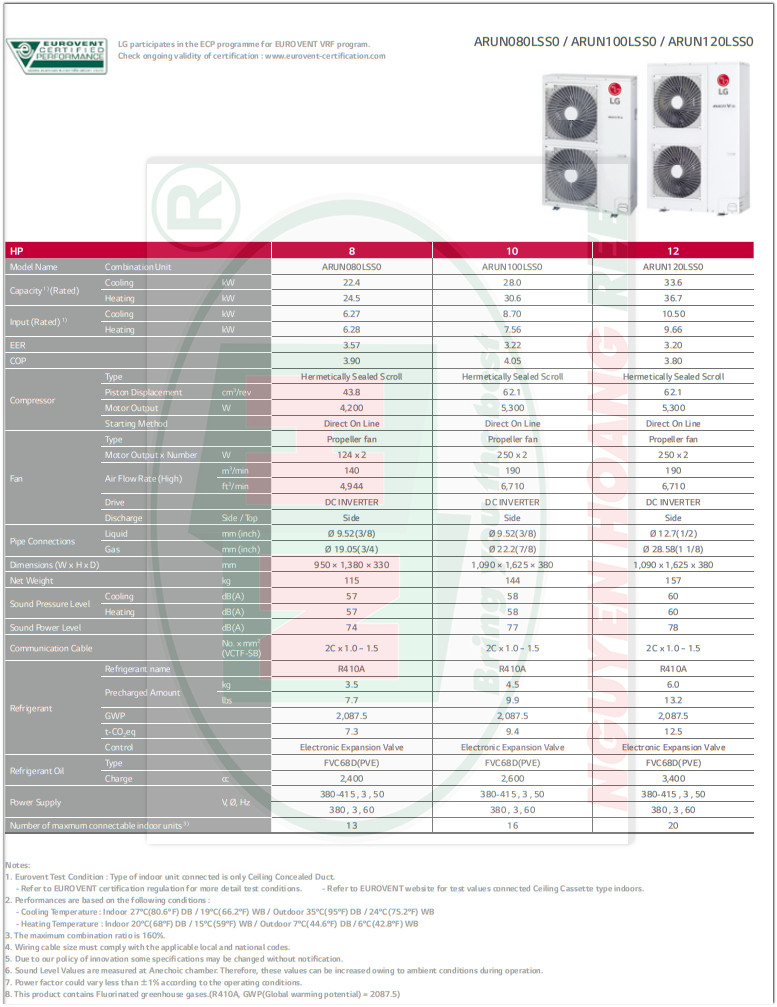 EUROVENT
CERTIFIED
PERFORMANCE
LG participates in the ECP programme for EUROVENT VRF program.
Check ongoing validity of certification : www.eurovent-certification.com
ARUN080LSS0 / ARUN100LSS0 / ARUN120LSS0
LG
LG
R
Bring you the best
NGUYEN HOANG REE
HP 8 10 12
Model Name Combination Unit ARUN080LSS0 ARUN100LSS0 ARUN120LSS0
Capacity 1) (Rated) Cooling kW 22.4 28.0 33.6
Heating kW 24.5 30.6 36.7
Input (Rated) 1) Cooling kW 6.27 8.70 10.50
Heating kW 6.28 7.56 9.66
EER 3.57 3.22 3.20
COP 3.90 4.05 3.80
Compressor Type Hermetically Sealed Scroll Hermetically Sealed Scroll Hermetically Sealed Scroll
Piston Displacement cm³/rev 43.8 62.1 62.1
Motor Output W 4,200 5,300 5,300
Starting Method Direct On Line Direct On Line Direct On Line
Fan Type Propeller fan Propeller fan Propeller fan
Motor Output x Number W 124 x 2 250 x 2 250 x 2
Air Flow Rate (High) m³/min 140 190 190
ft³/min 4,944 6,710 6,710
Drive DC INVERTER DC INVERTER DC INVERTER
Discharge Side / Top Side Side Side
Pipe Connections Liquid mm (inch) Ø 9.52(3/8) Ø 9.52(3/8) Ø 12.7(1/2)
Gas mm (inch) Ø 19.05(3/4) Ø 22.2(7/8) Ø 28.58(1 1/8)
Dimensions (W x H x D) mm 950 × 1,380 × 330 1,090 × 1,625 × 380 1,090 x 1,625 x 380
Net Weight kg 115 144 157
Sound Pressure Level Cooling dB(A) 57 58 60
Heating dB(A) 57 58 60
Sound Power Level dB(A) 74 77 78
Communication Cable No. x mm² (VCTF-SB) 2C x 1.0 – 1.5 2C x 1.0 – 1.5 2C x 1.0 – 1.5
Refrigerant Refrigerant name R410A R410A R410A
Precharged Amount kg 3.5 4.5 6.0
lbs 7.7 9.9 13.2
GWP 2,087.5 2,087.5 2,087.5
t-CO₂eq 7.3 9.4 12.5
Control Electronic Expansion Valve Electronic Expansion Valve Electronic Expansion Valve
Refrigerant Oil Type FVC68D(PVE) FVC68D(PVE) FVC68D(PVE)
Charge cc 2,400 2,600 3,400
Power Supply V, Ø, Hz 380-415 , 3 , 50 380-415 , 3 , 50 380-415 , 3 , 50
380 , 3 , 60 380 , 3 , 60 380 , 3 , 60
Number of maxmum connectable indoor units 3) 13 16 20
Notes:
1. Eurovent Test Condition : Type of indoor unit connected is only Ceiling Concealed Duct.
- Refer to EUROVENT certification regulation for more detail test conditions. - Refer to EUROVENT website for test values connected Ceiling Cassette type indoors.
2. Performances are based on the following conditions :
- Cooling Temperature : Indoor 27°C(80.6°F) DB / 19°C(66.2°F) WB / Outdoor 35°C(95°F) DB / 24°C(75.2°F) WB
- Heating Temperature : Indoor 20°C(68°F) DB / 15°C(59°F) WB / Outdoor 7°C(44.6°F) DB / 6°C(42.8°F) WB
3. The maximum combination ratio is 160%.
4. Wiring cable size must comply with the applicable local and national codes.
5. Due to our policy of innovation some specifications may be changed without notification.
6. Sound Level Values are measured at Anechoic chamber. Therefore, these values can be increased owing to ambient conditions during operation.
7. Power factor could vary less than ± 1% according to the operating conditions.
8. This product contains Fluorinated greenhouse gases.(R410A, GWP(Global warming potential) = 2087.5)